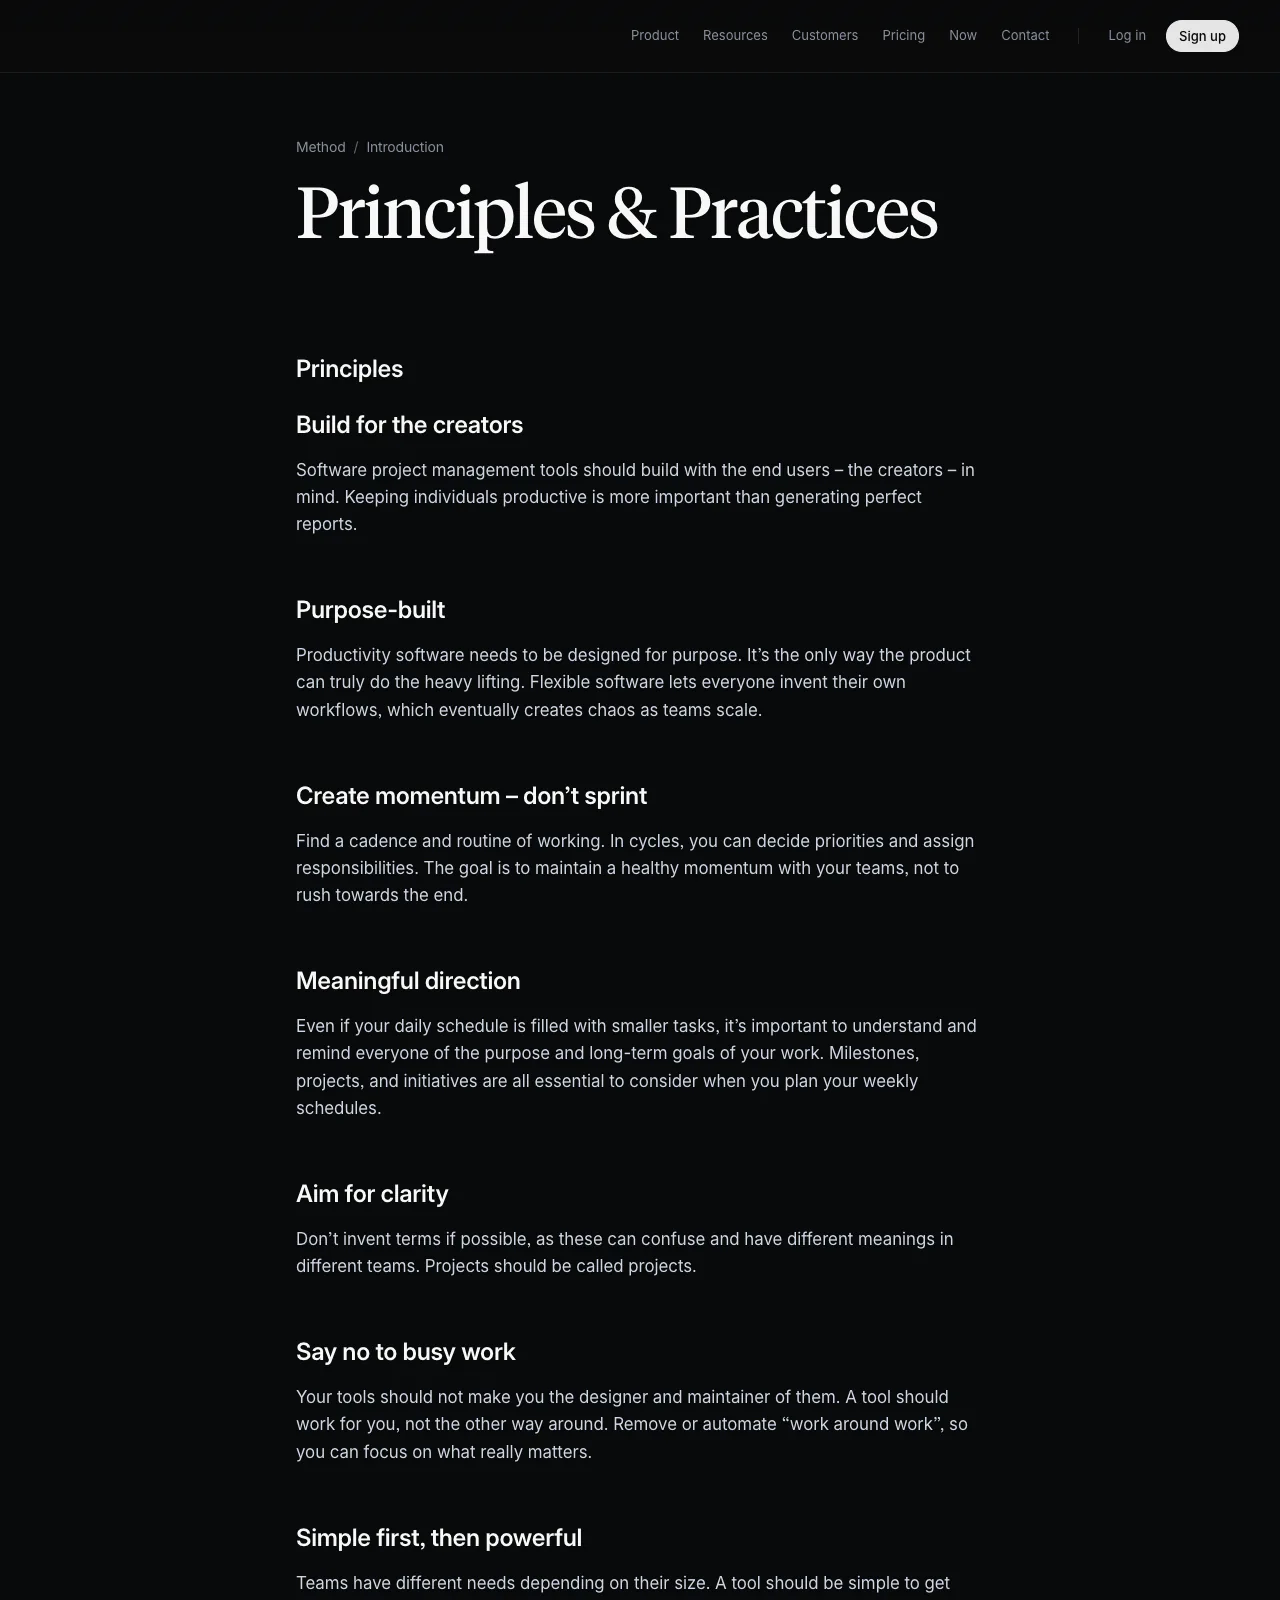 Product Resources Customers Pricing Now Contact Log in Sign up
Method / Introduction
Principles & Practices
Principles
Build for the creators
Software project management tools should build with the end users – the creators – in
mind. Keeping individuals productive is more important than generating perfect
reports.
Purpose-built
Productivity software needs to be designed for purpose. It’s the only way the product
can truly do the heavy lifting. Flexible software lets everyone invent their own
workflows, which eventually creates chaos as teams scale.
Create momentum – don’t sprint
Find a cadence and routine of working. In cycles, you can decide priorities and assign
responsibilities. The goal is to maintain a healthy momentum with your teams, not to
rush towards the end.
Meaningful direction
Even if your daily schedule is filled with smaller tasks, it’s important to understand and
remind everyone of the purpose and long-term goals of your work. Milestones,
projects, and initiatives are all essential to consider when you plan your weekly
schedules.
Aim for clarity
Don’t invent terms if possible, as these can confuse and have different meanings in
different teams. Projects should be called projects.
Say no to busy work
Your tools should not make you the designer and maintainer of them. A tool should
work for you, not the other way around. Remove or automate “work around work”, so
you can focus on what really matters.
Simple first, then powerful
Teams have different needs depending on their size. A tool should be simple to get